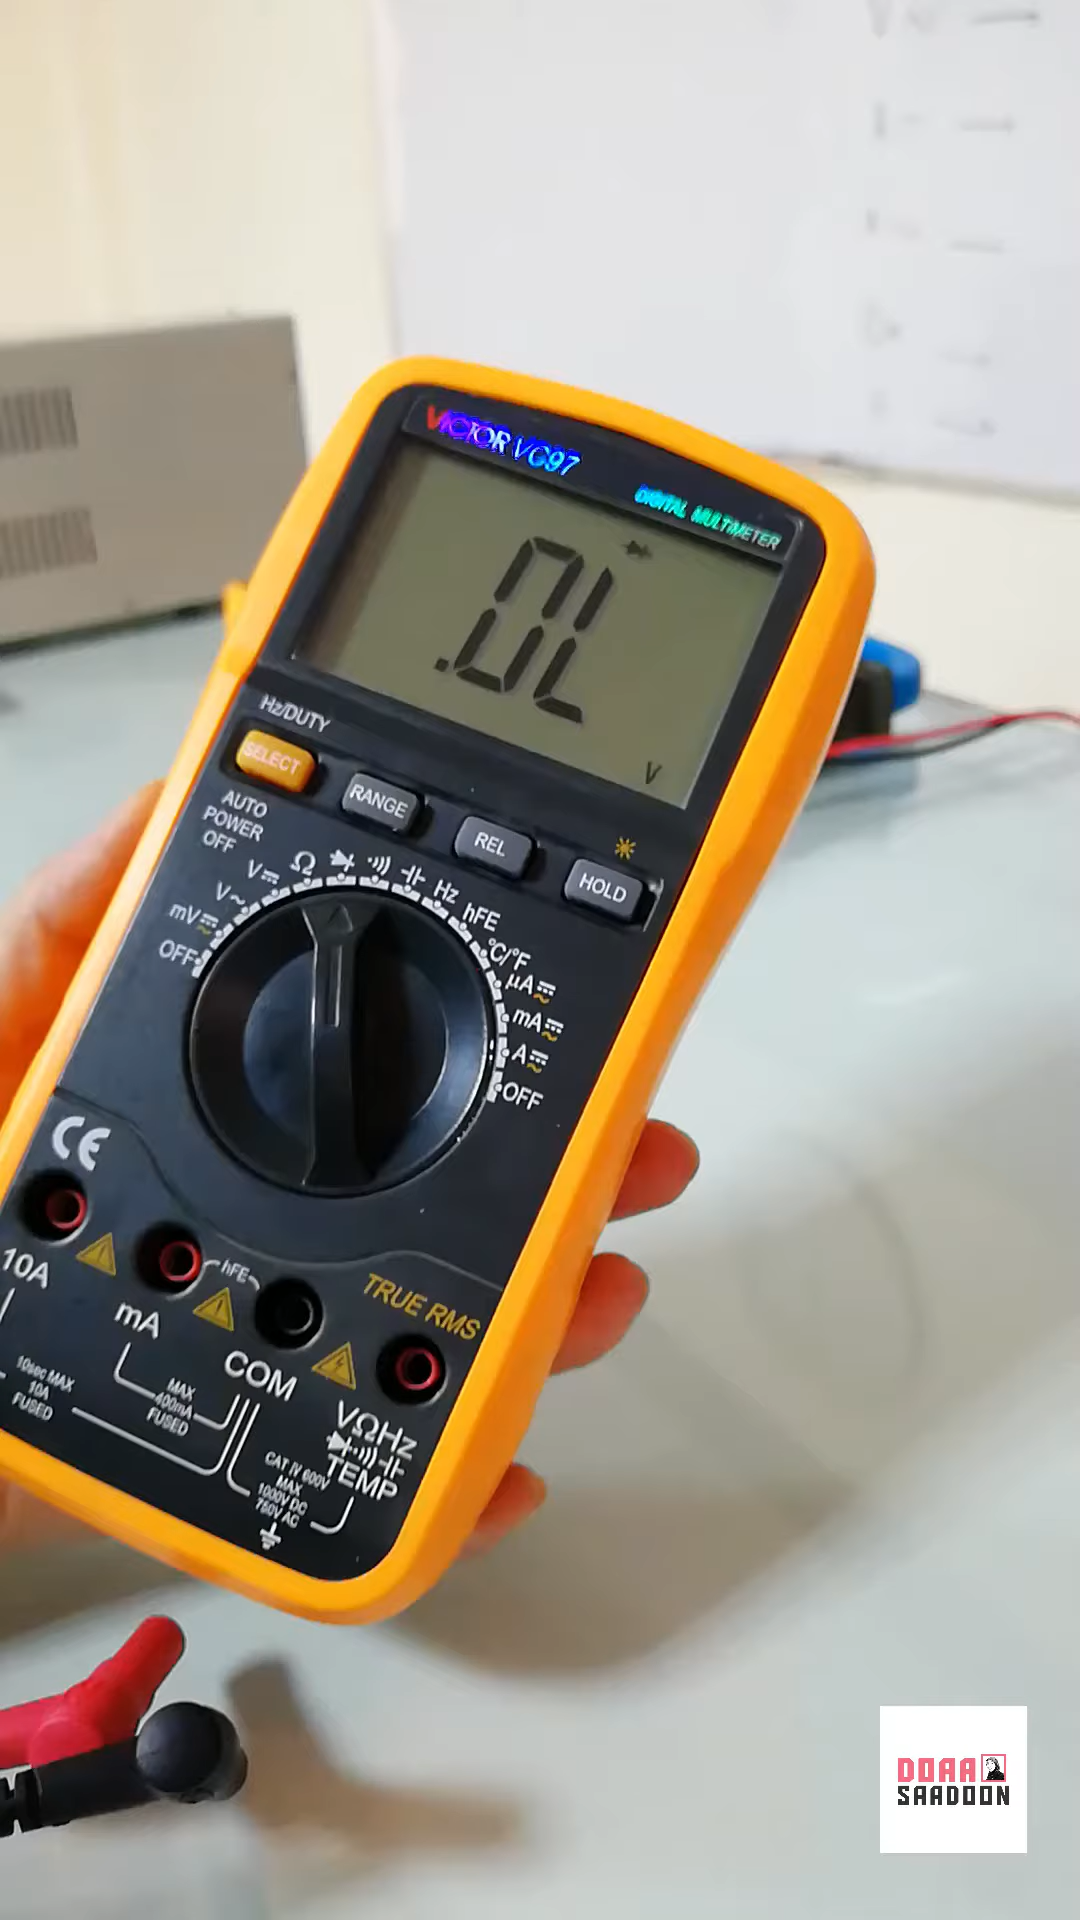 VICTOR VC97
DIGITAL MULTIMETER
.OL
V
Hz/DUTY
SELECT
RANGE
REL
HOLD
AUTO
POWER
OFF
OFF
mV
V~
V
Ω
Hz
hFE
°C/°F
µA
mA
A
OFF
CE
10A
mA
hFE
COM
TRUE RMS
VΩHz
TEMP
10sec MAX
10A
FUSED
MAX
400mA
FUSED
CAT IV 600V
MAX
1000V DC
750V AC
DOAA
SAADOON